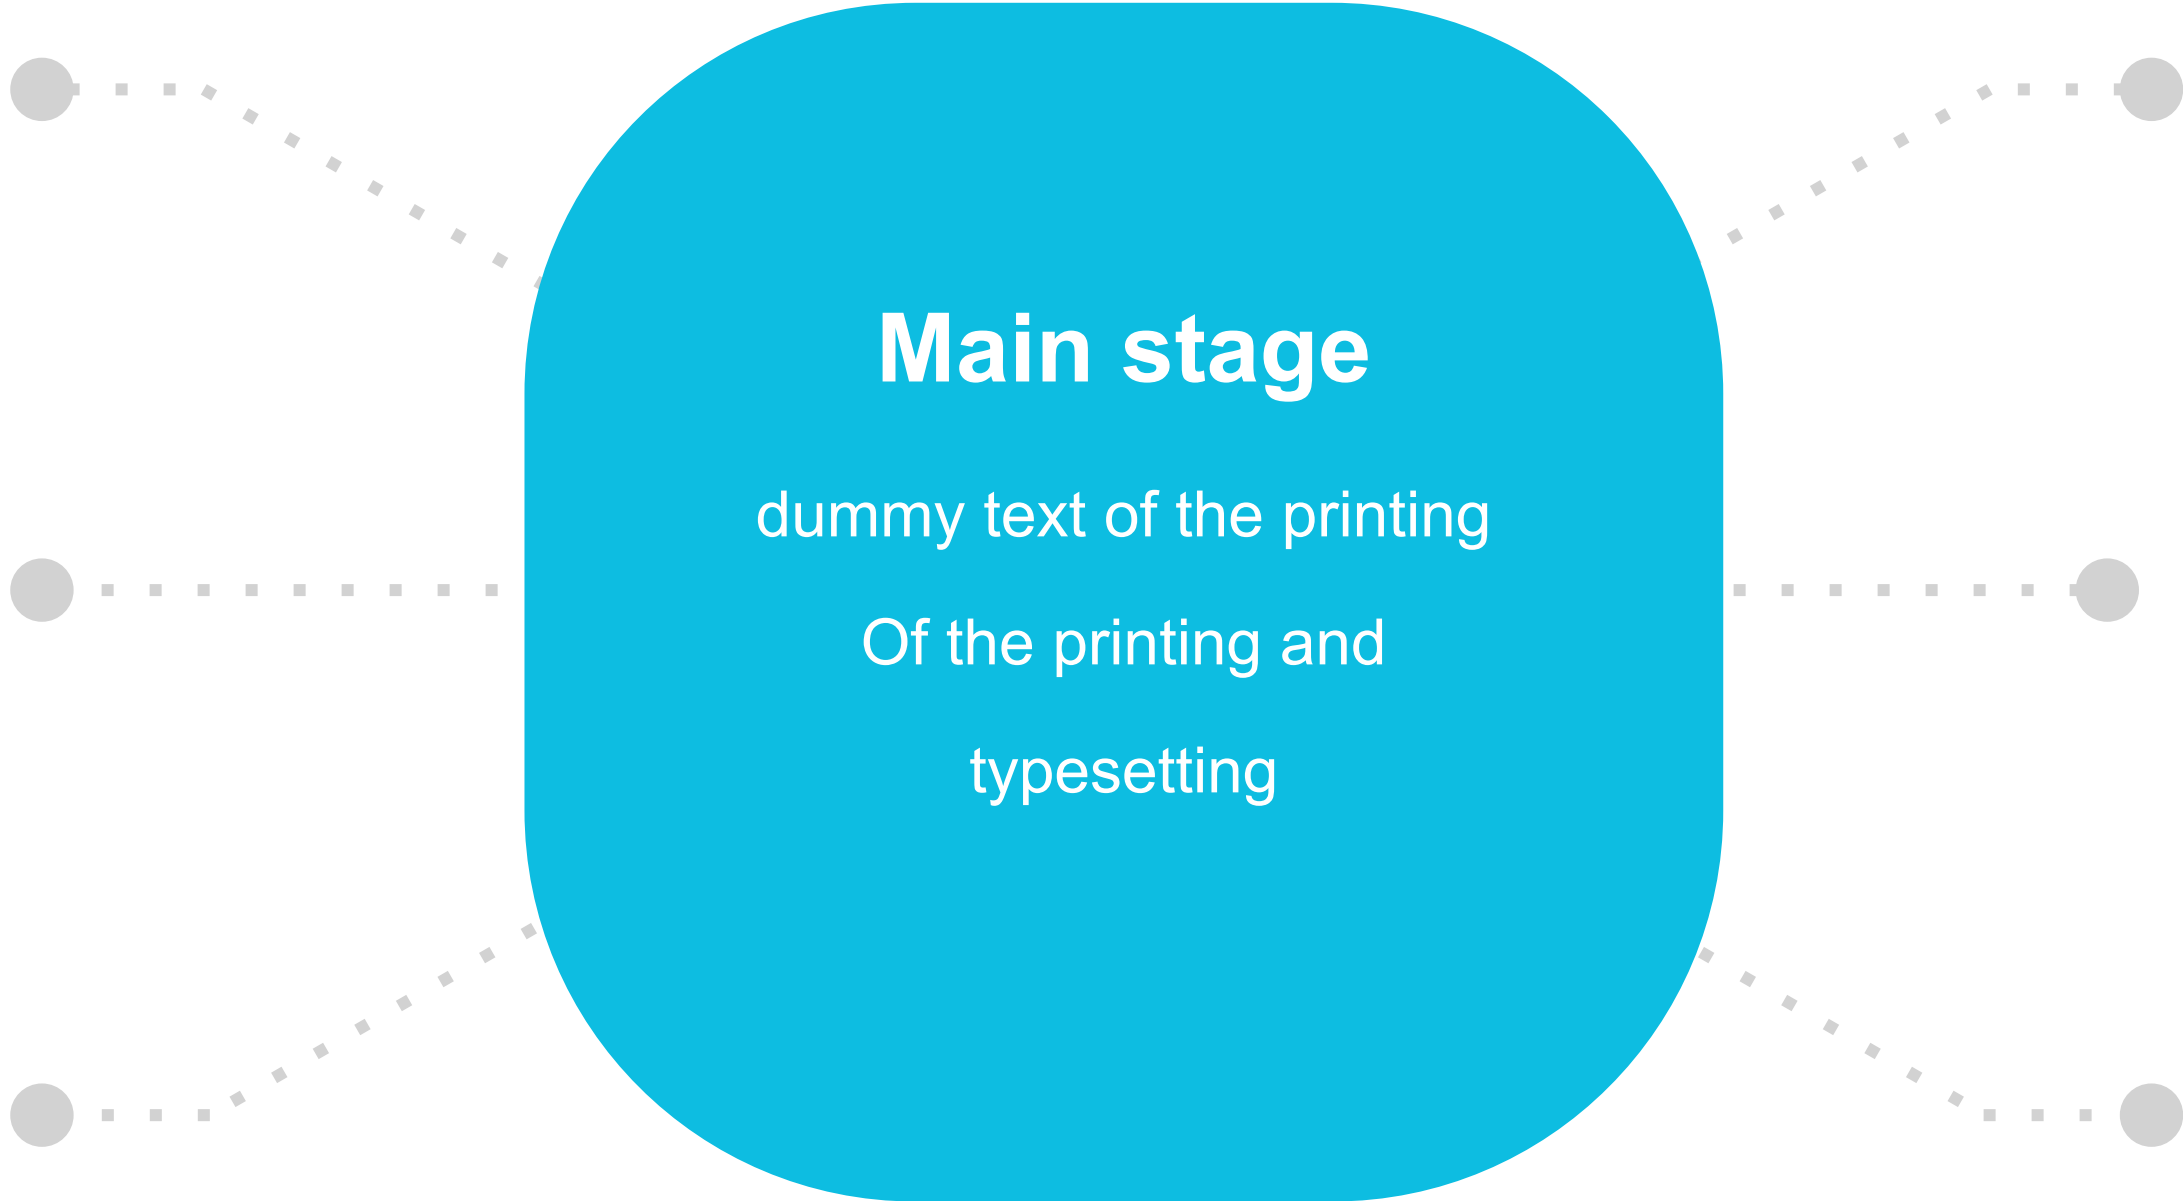 Main stage
dummy text of the printing
Of the printing and
typesetting